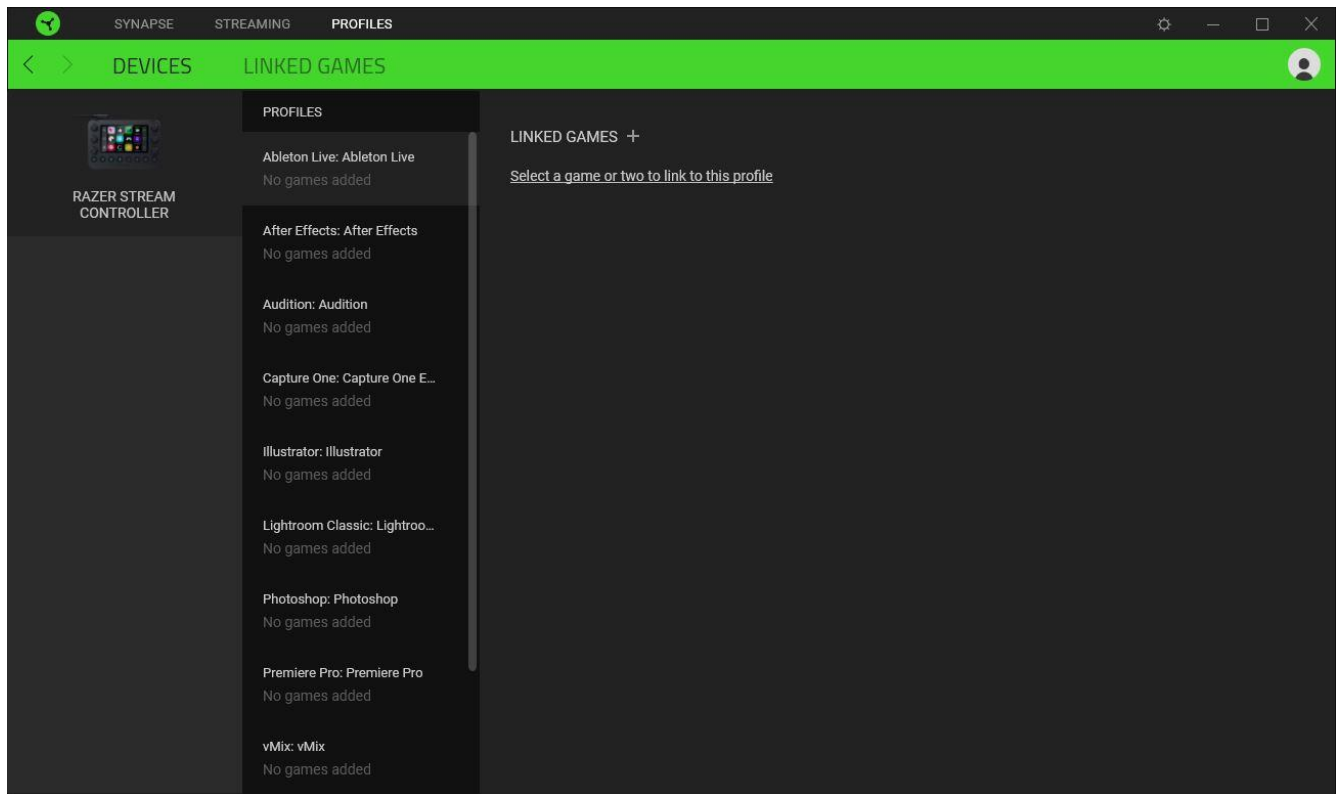 SYNAPSE STREAMING PROFILES
DEVICES LINKED GAMES
RAZER STREAM
CONTROLLER
PROFILES
Ableton Live: Ableton Live
No games added
After Effects: After Effects
No games added
Audition: Audition
No games added
Capture One: Capture One E...
No games added
Illustrator: Illustrator
No games added
Lightroom Classic: Lightroo...
No games added
Photoshop: Photoshop
No games added
Premiere Pro: Premiere Pro
No games added
vMix: vMix
No games added
LINKED GAMES +
Select a game or two to link to this profile